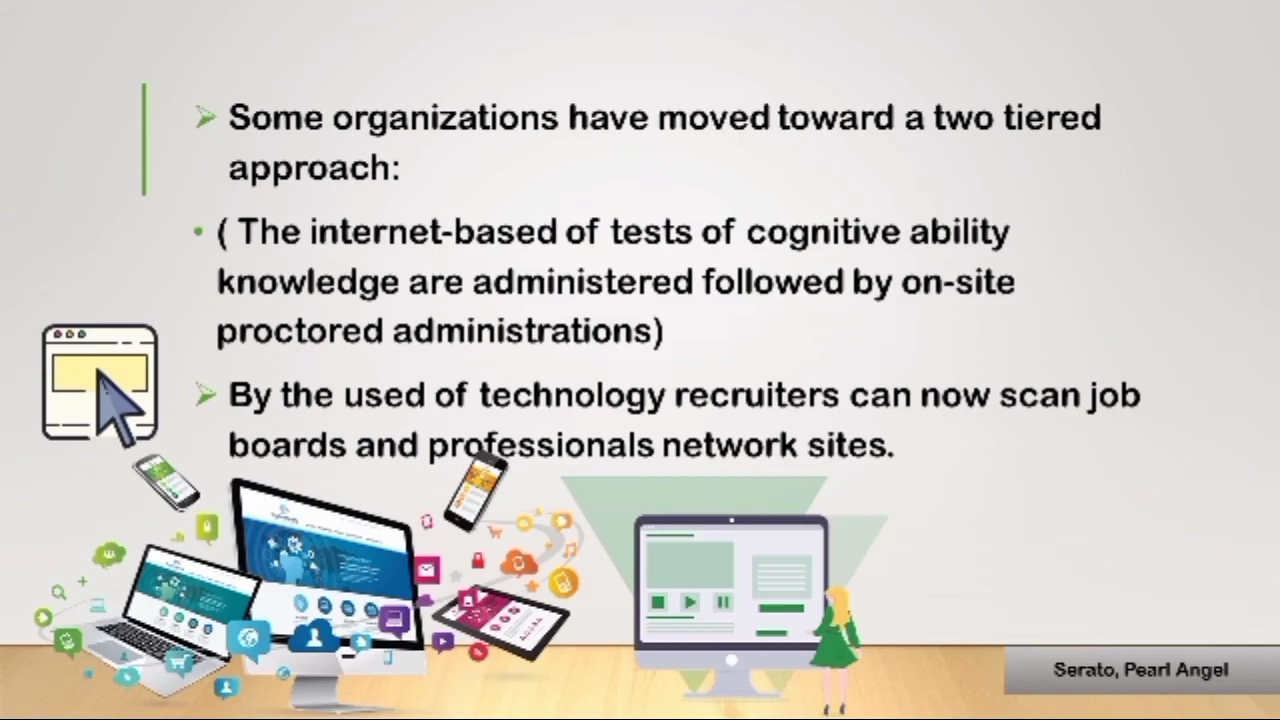 Some organizations have moved toward a two tiered
approach:
( The internet-based of tests of cognitive ability
knowledge are administered followed by on-site
proctored administrations)
By the used of technology recruiters can now scan job
boards and professionals network sites.
Serato, Pearl Angel